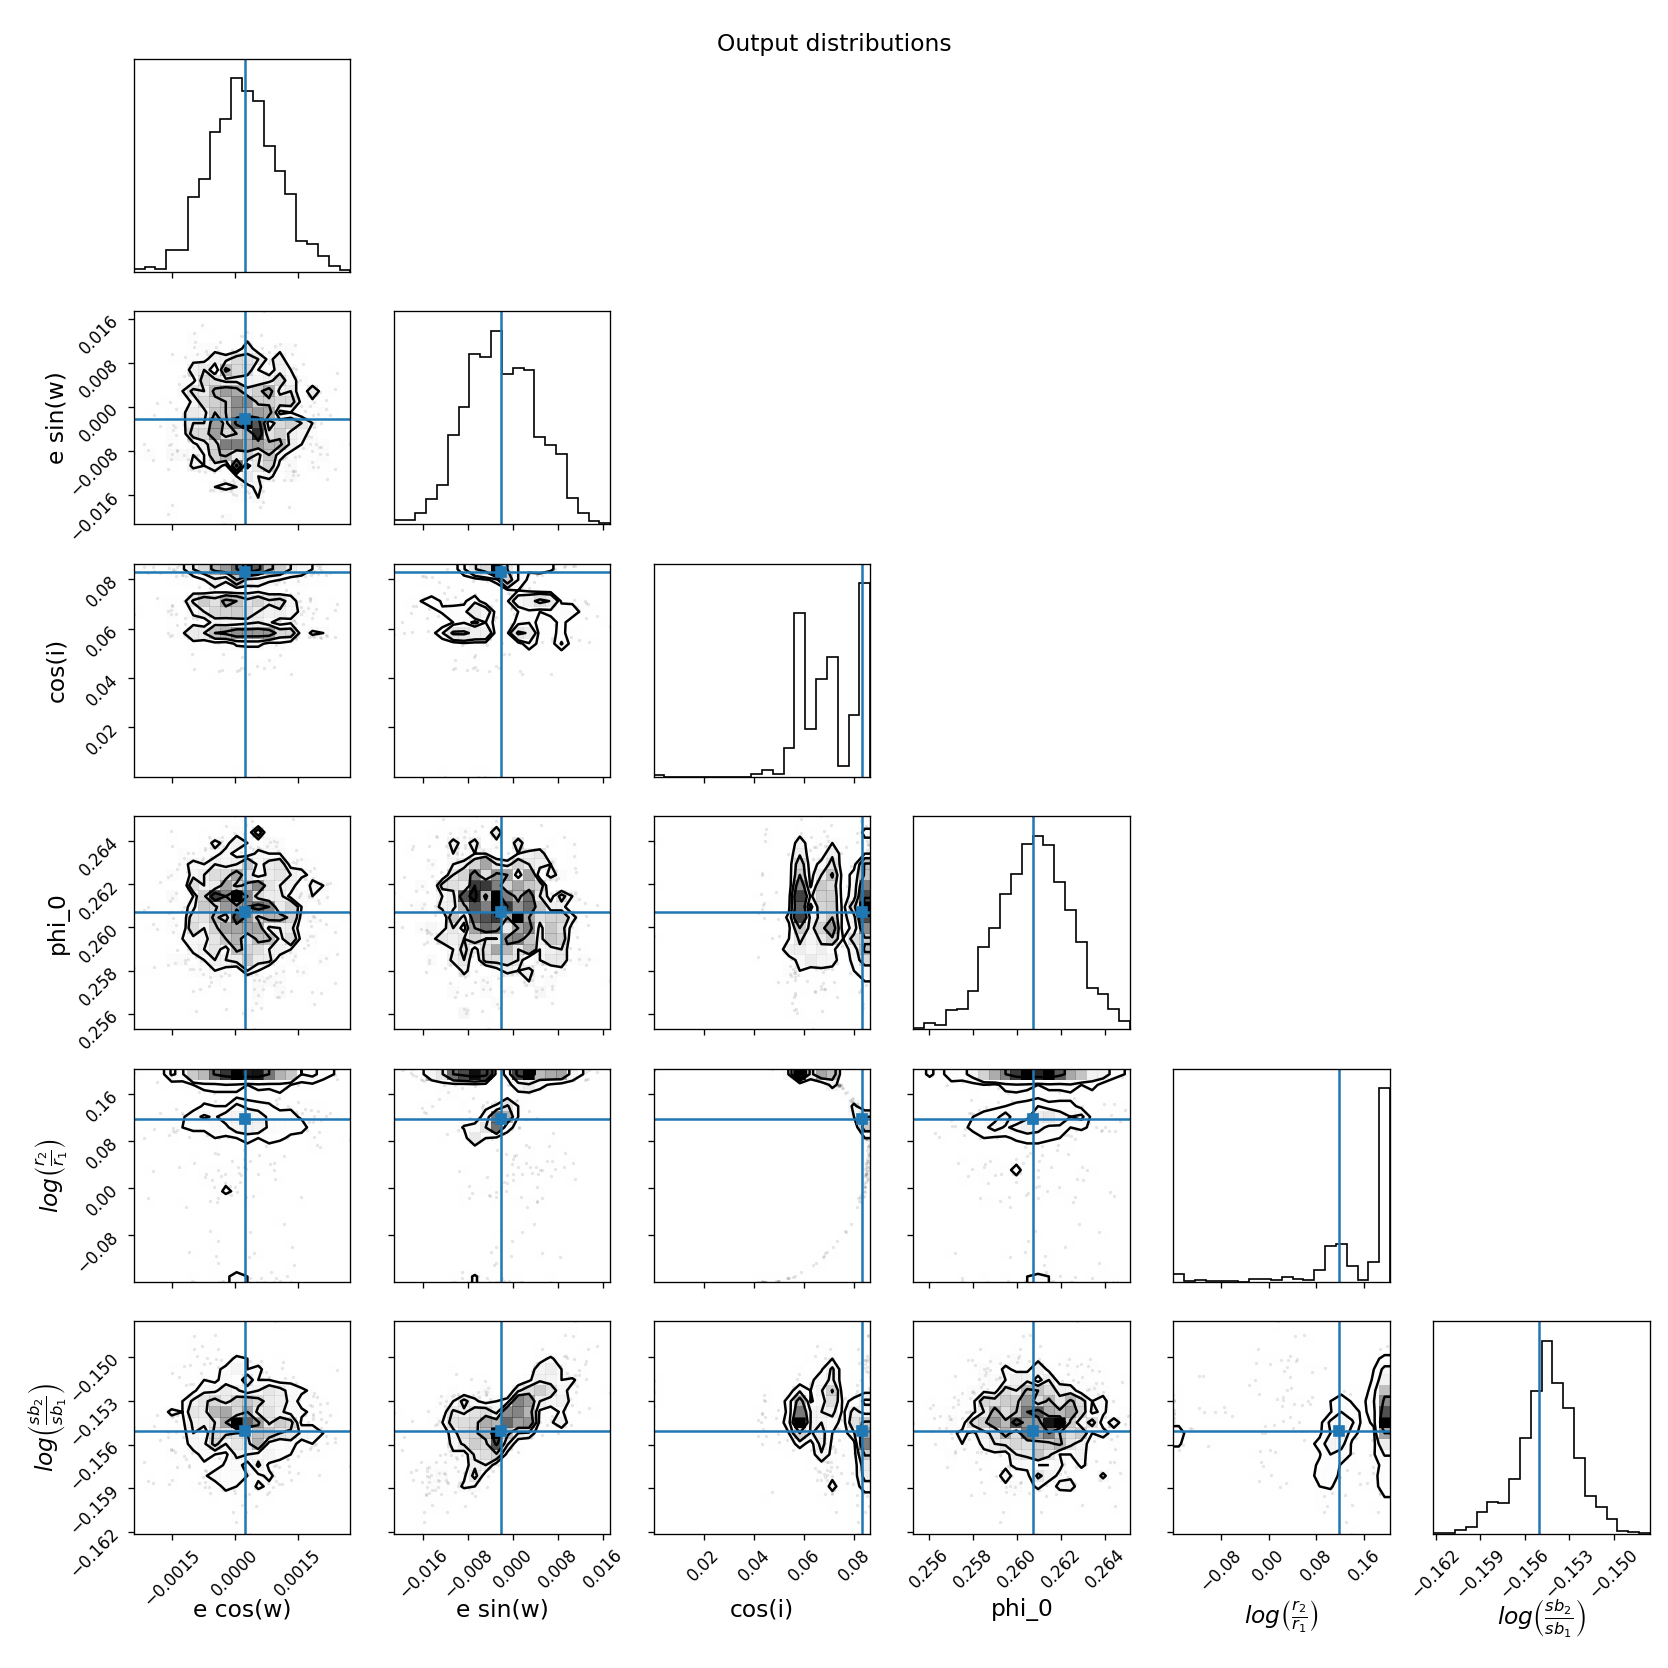 Output distributions
0.016
0.008
0.000
−0.008
−0.016
e sin(w)
0.08
0.06
0.04
0.02
cos(i)
0.264
0.262
0.260
0.258
0.256
phi_0
0.16
0.08
0.00
−0.08
log(r₂/r₁)
−0.150
−0.153
−0.156
−0.159
−0.162
log(sb₂/sb₁)
−0.0015 0.0000 0.0015
−0.016 −0.008 0.000 0.008 0.016
0.02 0.04 0.06 0.08
0.256 0.258 0.260 0.262 0.264
−0.08 0.00 0.08 0.16
−0.162 −0.159 −0.156 −0.153 −0.150
e cos(w) e sin(w) cos(i) phi_0 log(r₂/r₁) log(sb₂/sb₁)